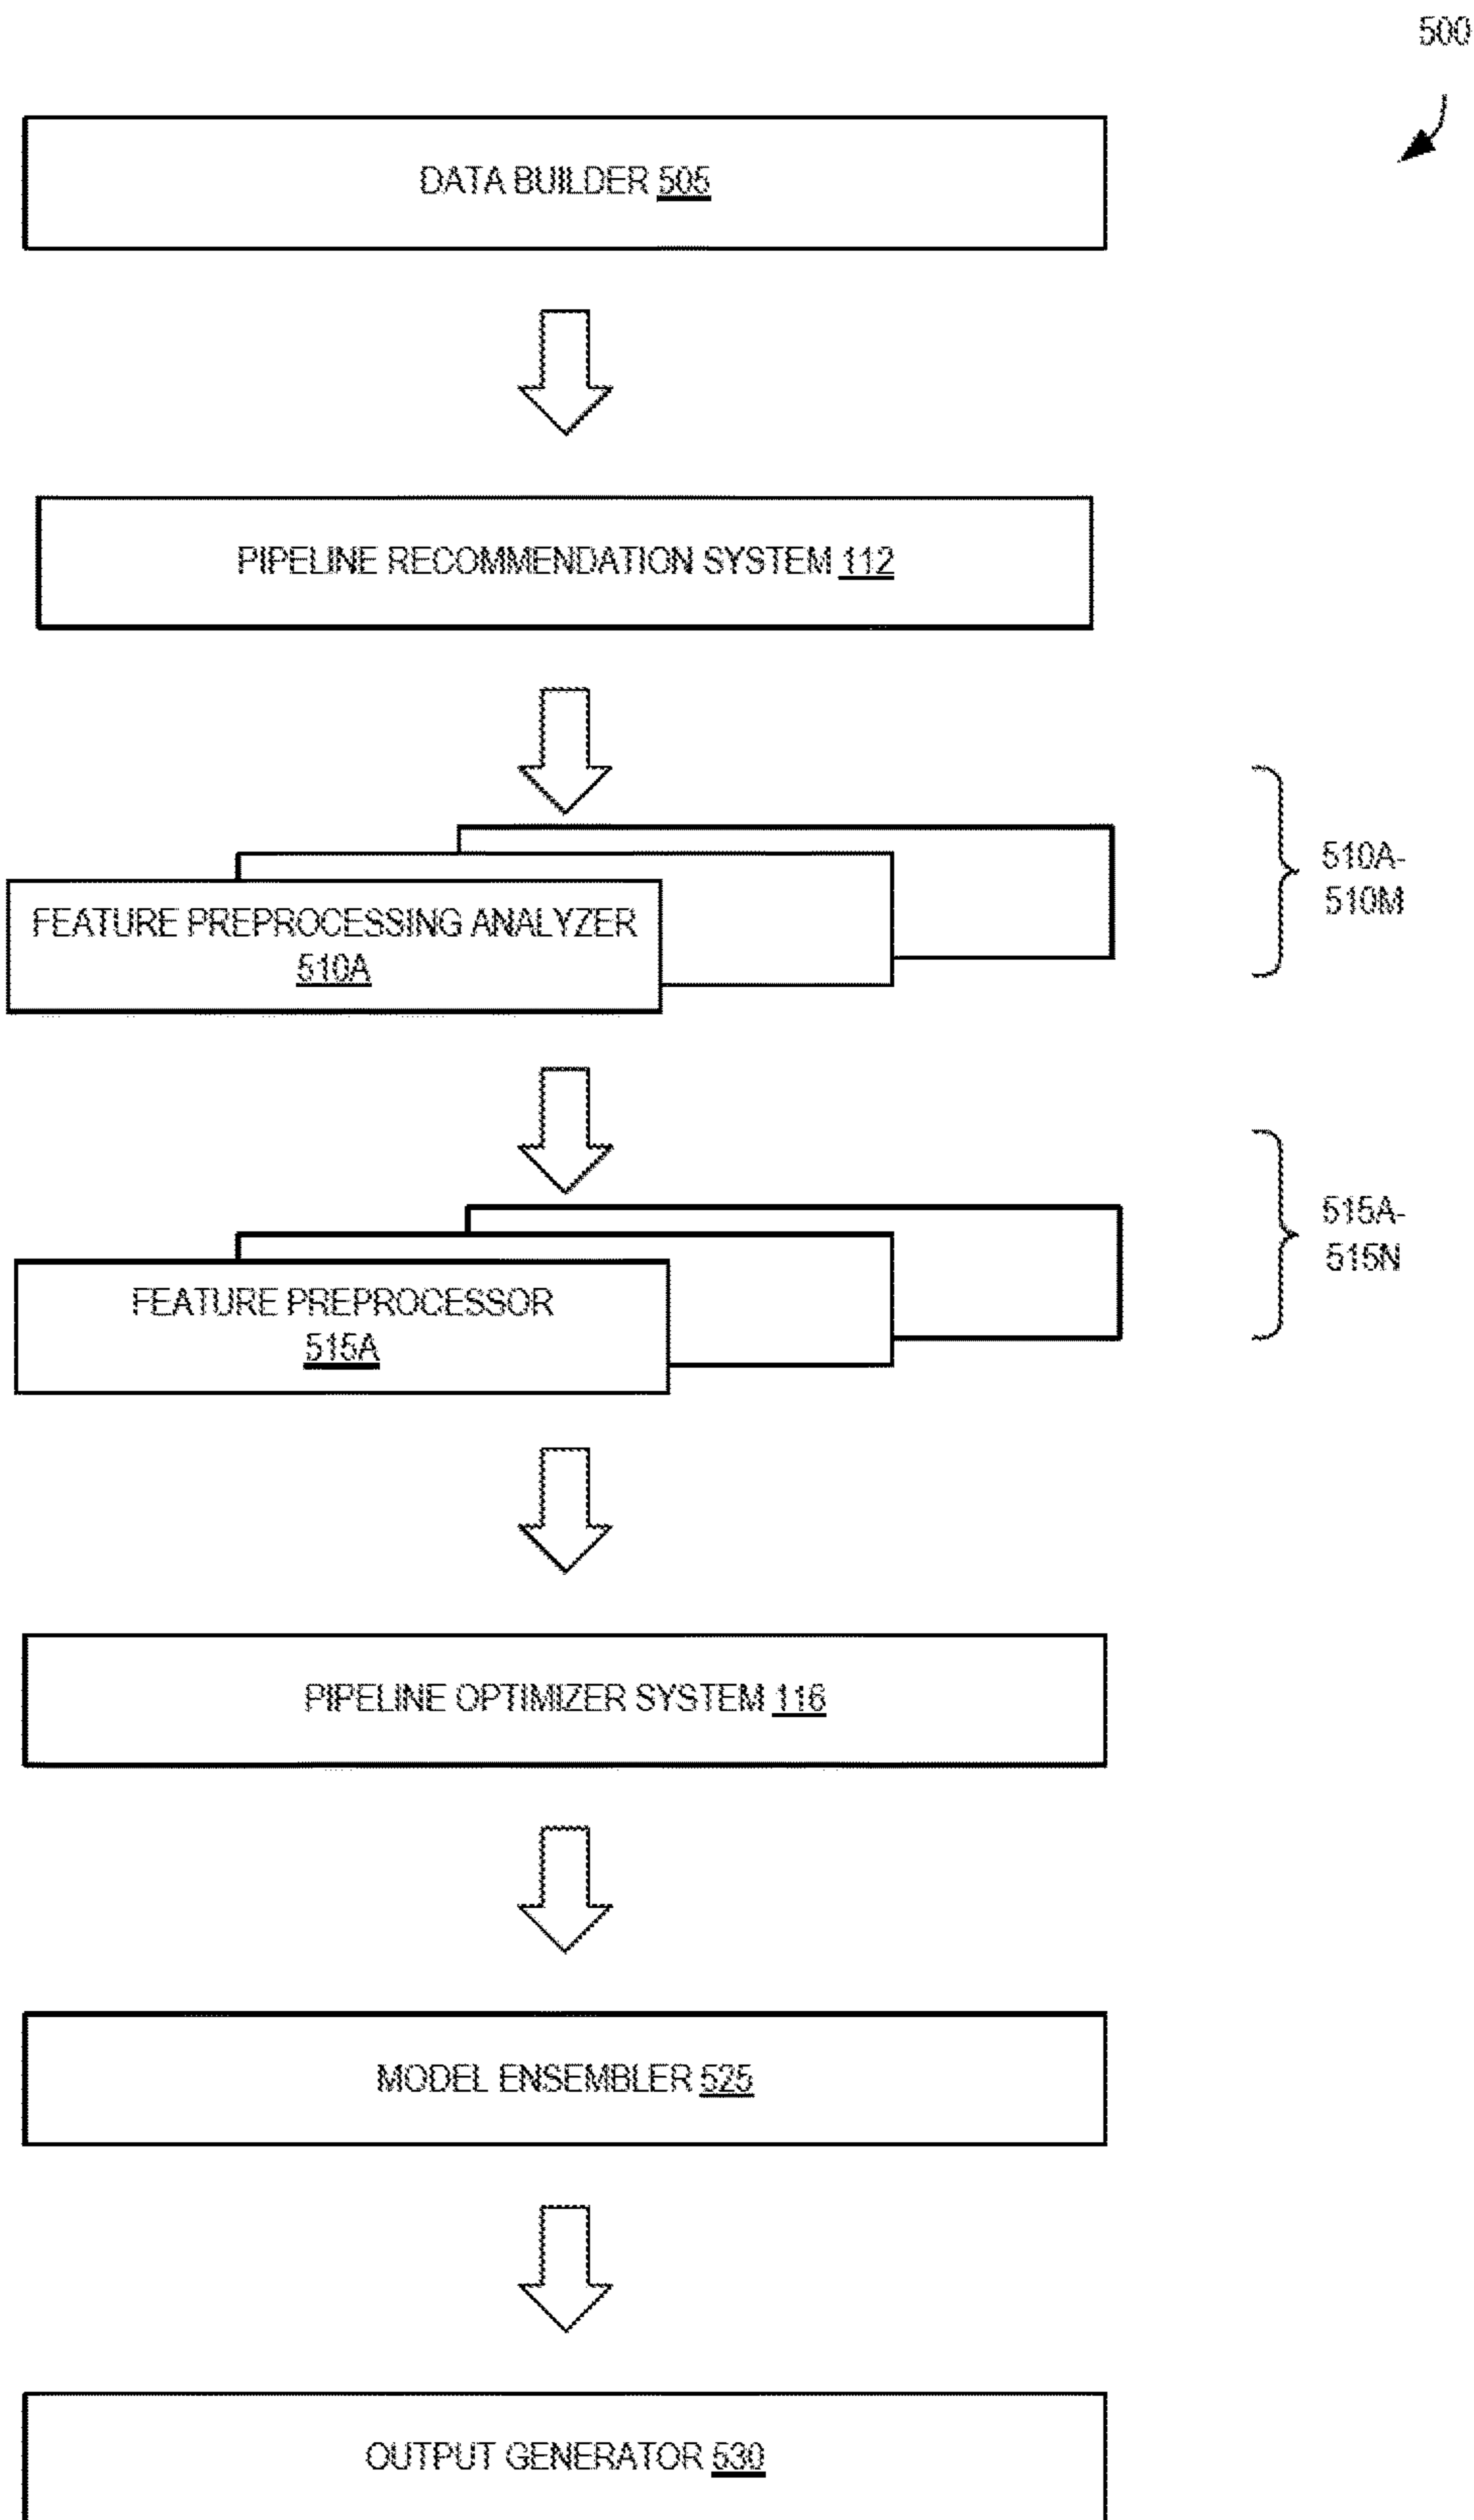 500
DATA BUILDER 505
PIPELINE RECOMMENDATION SYSTEM 112
510A-
510M
FEATURE PREPROCESSING ANALYZER
510A
515A-
515N
FEATURE PREPROCESSOR
515A
PIPELINE OPTIMIZER SYSTEM 116
MODEL ENSEMBLER 525
OUTPUT GENERATOR 530